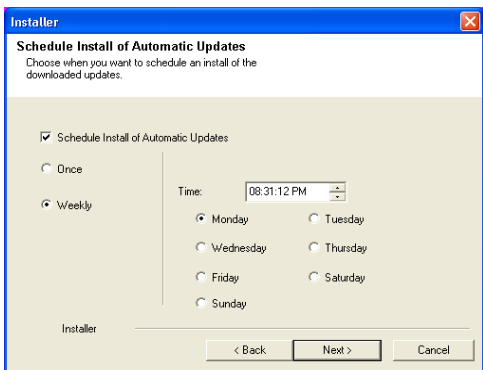 Installer
Schedule Install of Automatic Updates
Choose when you want to schedule an install of the
downloaded updates.
Schedule Install of Automatic Updates
Once
Weekly
Time: 08:31:12 PM
Monday Tuesday
Wednesday Thursday
Friday Saturday
Sunday
Installer
< Back Next > Cancel